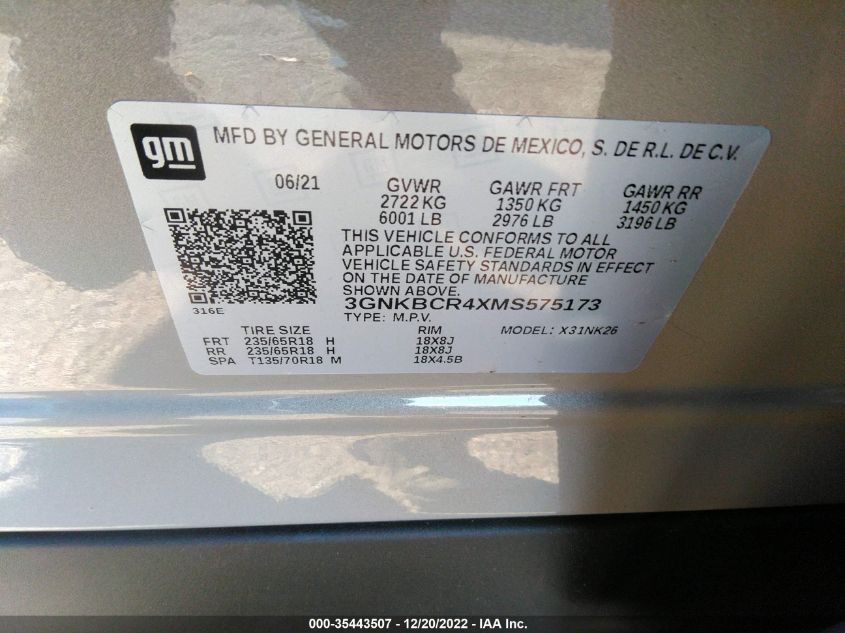 gm
MFD BY GENERAL MOTORS DE MEXICO, S. DE R.L. DE C.V.
06/21 GVWR GAWR FRT GAWR RR
2722 KG 1350 KG 1450 KG
6001 LB 2976 LB 3196 LB
THIS VEHICLE CONFORMS TO ALL
APPLICABLE U.S. FEDERAL MOTOR
VEHICLE SAFETY STANDARDS IN EFFECT
ON THE DATE OF MANUFACTURE
SHOWN ABOVE.
3GNKBCR4XMS575173
316E
TYPE: M.P.V. MODEL: X31NK26
TIRE SIZE RIM
FRT 235/65R18 H 18X8J
RR 235/65R18 H 18X8J
SPA T135/70R18 M 18X4.5B
000-35443507 - 12/20/2022 - IAA Inc.